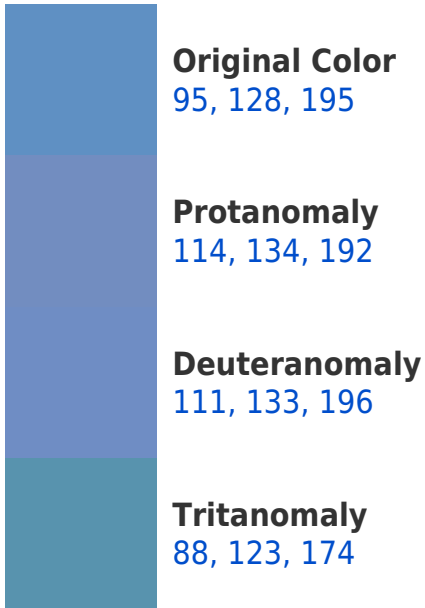 Original Color
95, 128, 195
Protanomaly
114, 134, 192
Deuteranomaly
111, 133, 196
Tritanomaly
88, 123, 174